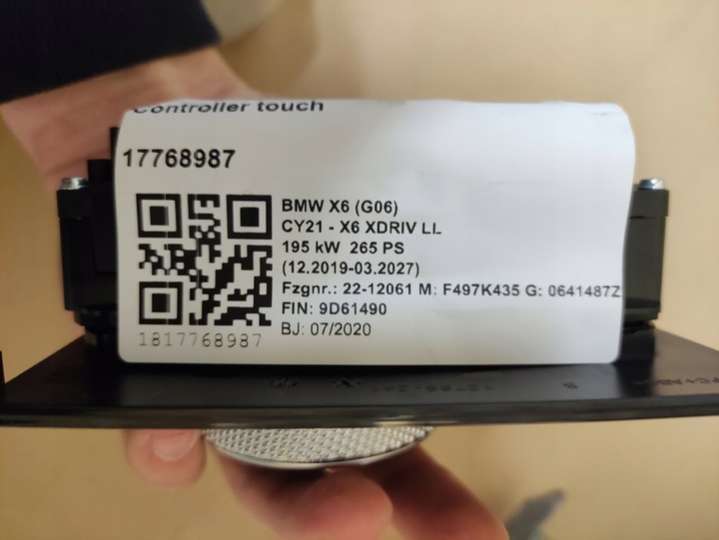 Controller touch
17768987
BMW X6 (G06)
CY21 - X6 XDRIV LL
195 kW 265 PS
(12.2019-03.2027)
Fzgnr.: 22-12061 M: F497K435 G: 0641487Z
FIN: 9D61490
BJ: 07/2020
1817768987